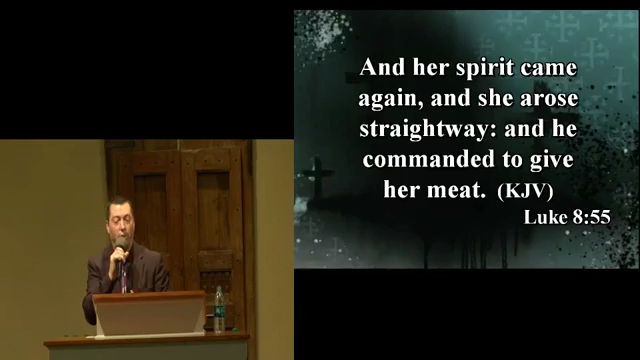 And her spirit came
again, and she arose
straightway: and he
commanded to give
her meat. (KJV)
Luke 8:55